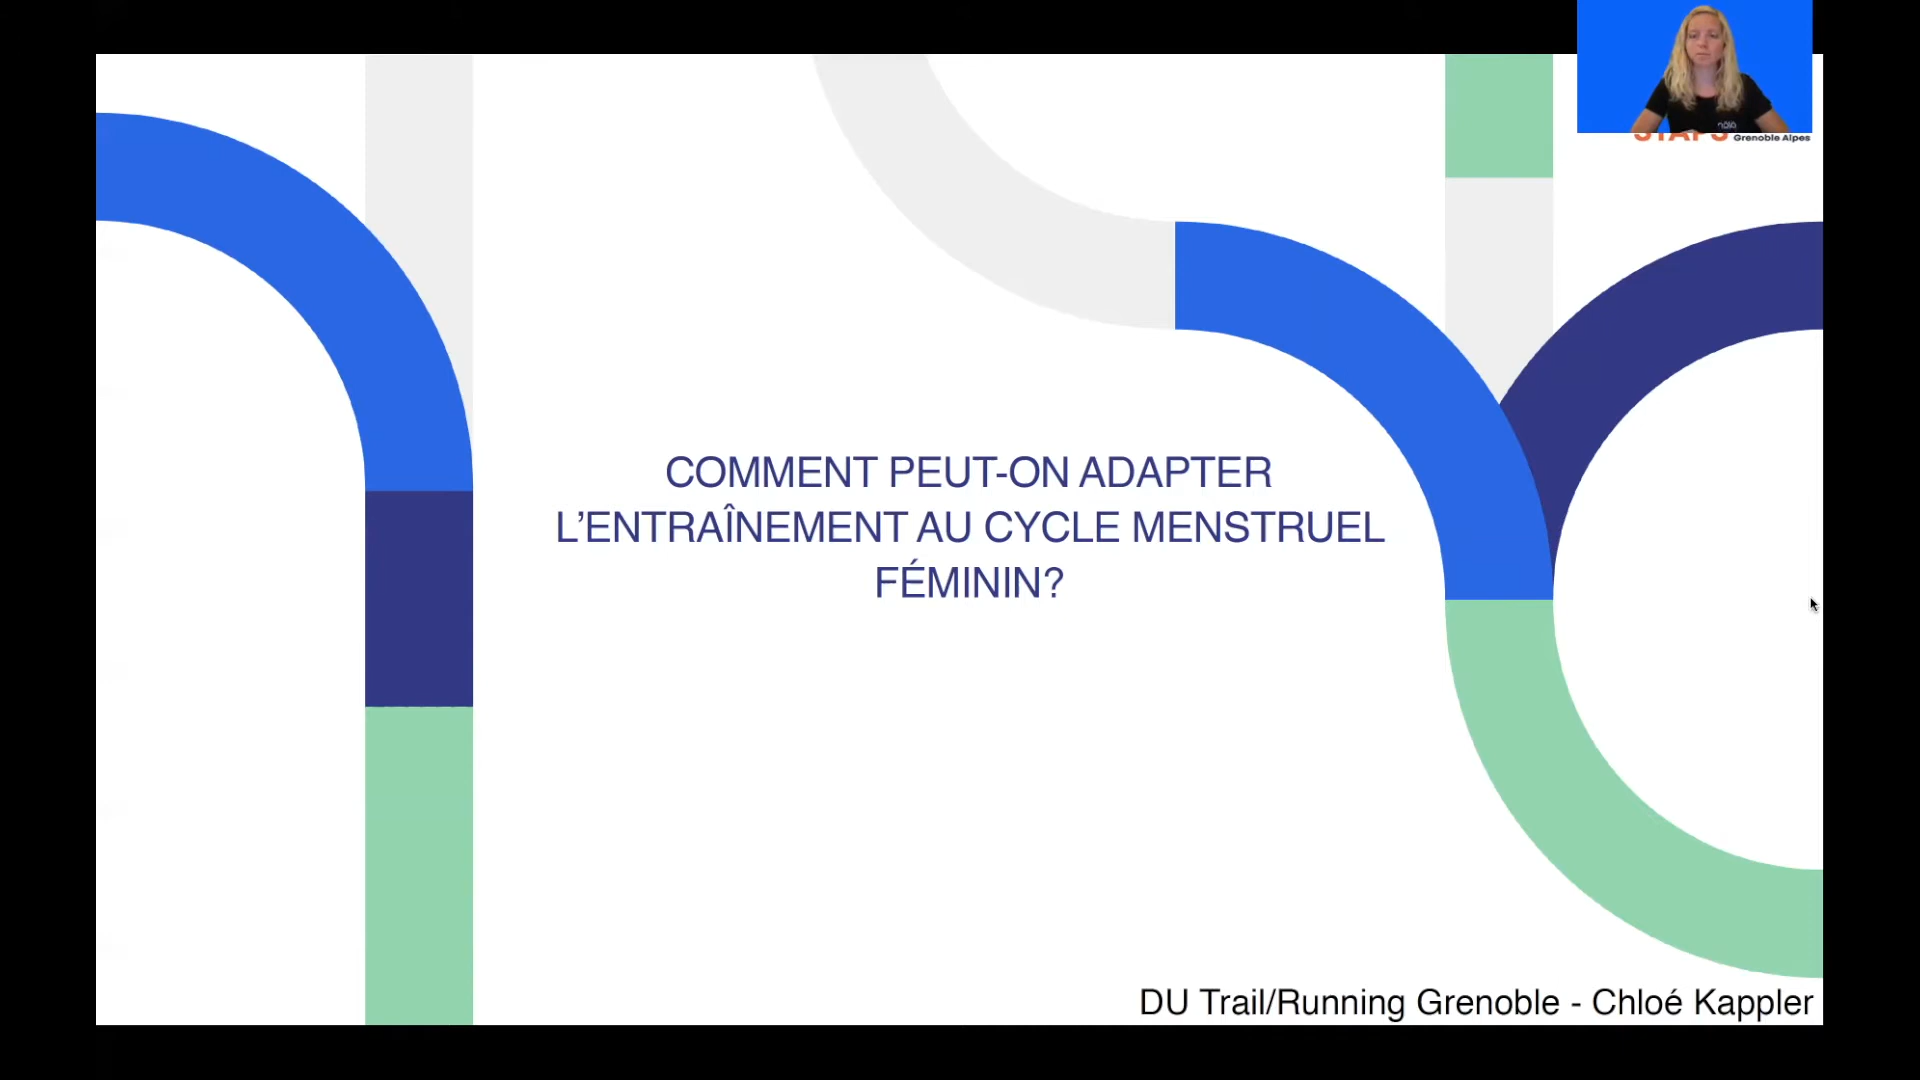 Grenoble Alpes
COMMENT PEUT-ON ADAPTER
L’ENTRAÎNEMENT AU CYCLE MENSTRUEL
FÉMININ?
DU Trail/Running Grenoble - Chloé Kappler